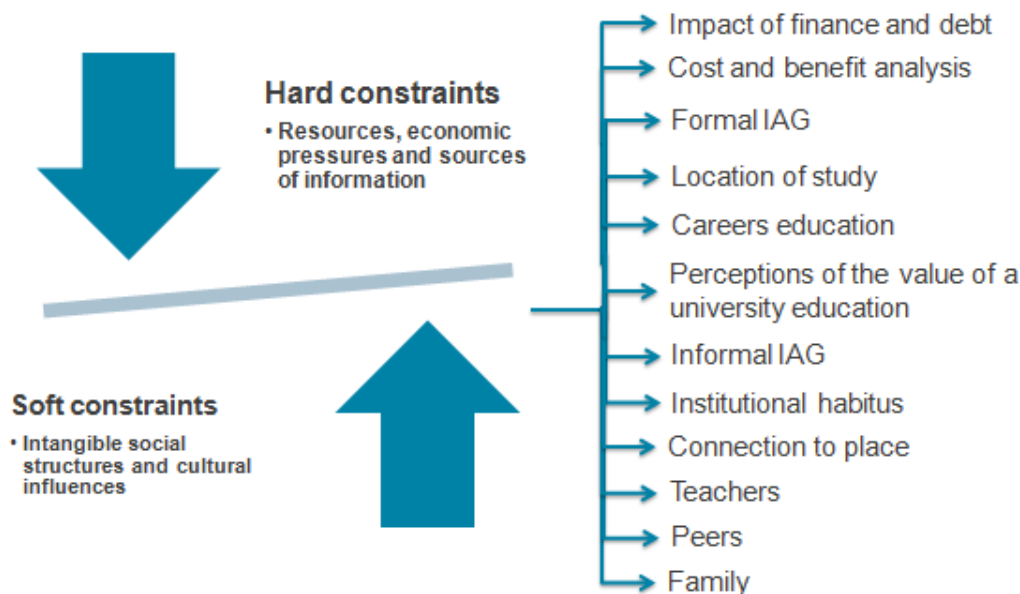 Hard constraints
• Resources, economic
pressures and sources
of information
Soft constraints
• Intangible social
structures and cultural
influences
Impact of finance and debt
Cost and benefit analysis
Formal IAG
Location of study
Careers education
Perceptions of the value of a
university education
Informal IAG
Institutional habitus
Connection to place
Teachers
Peers
Family